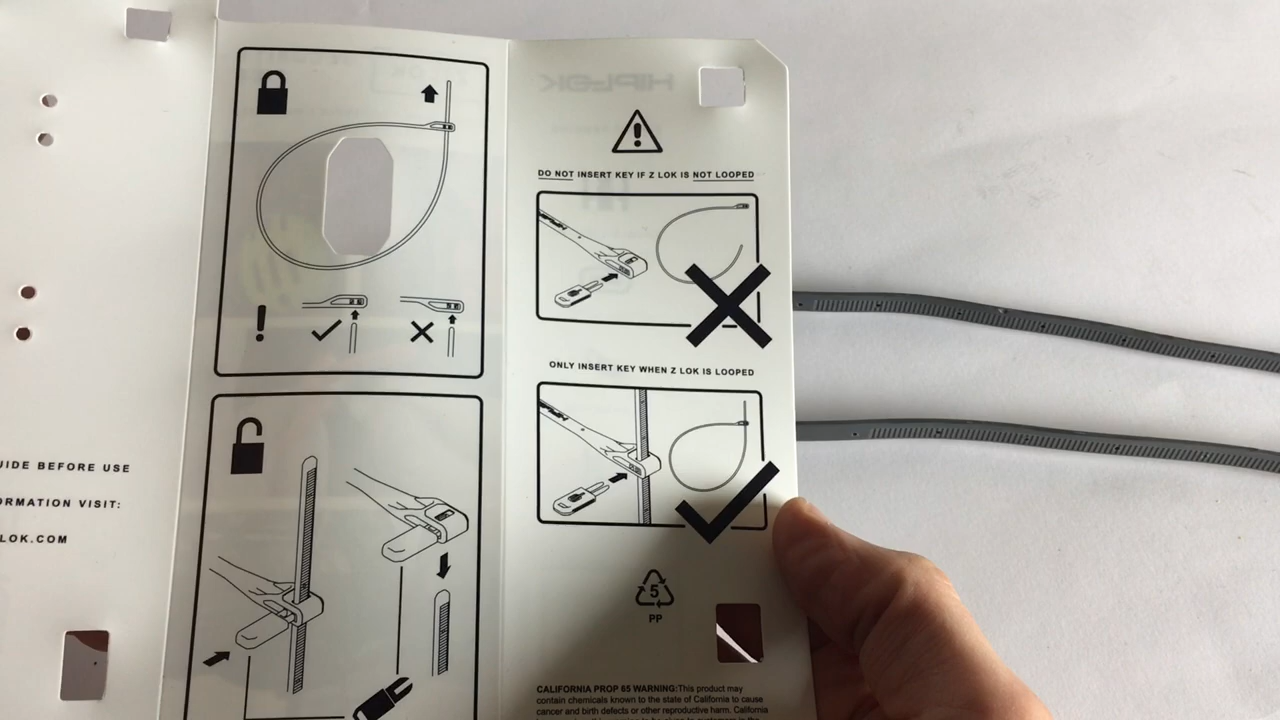 UIDE BEFORE USE
ORMATION VISIT:
LOK.COM
HIPLOK
DO NOT INSERT KEY IF Z LOK IS NOT LOOPED
ONLY INSERT KEY WHEN Z LOK IS LOOPED
5
PP
CALIFORNIA PROP 65 WARNING:This product may
contain chemicals known to the state of California to cause
cancer and birth defects or other reproductive harm. California